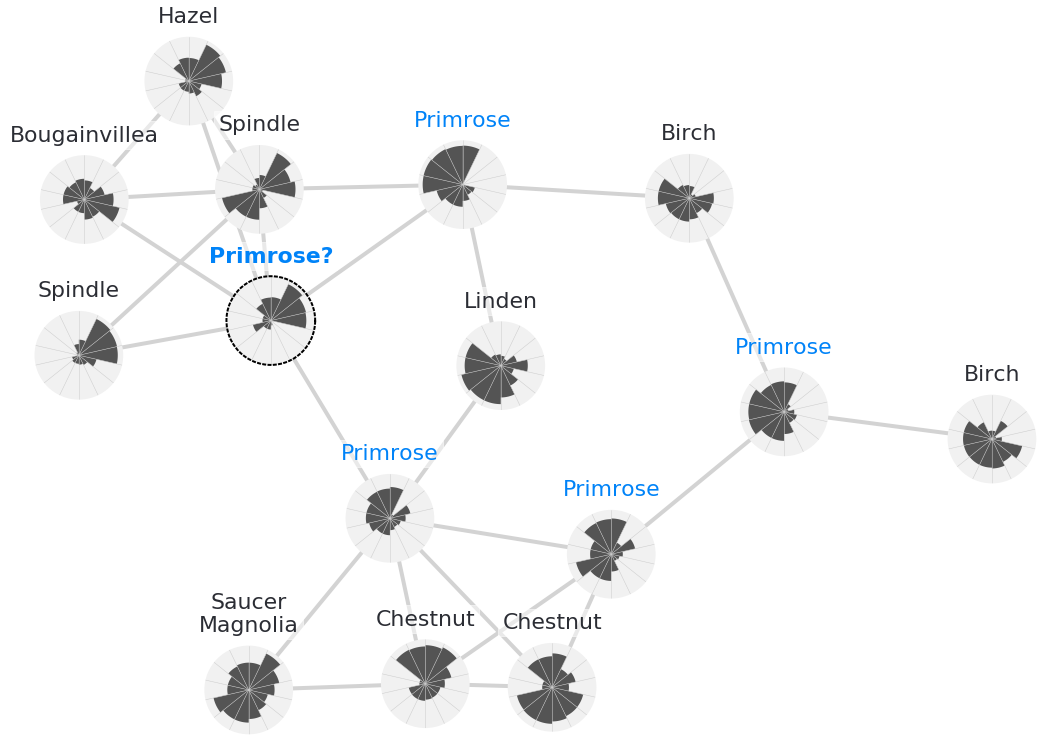 Hazel
Bougainvillea
Spindle
Primrose
Birch
Primrose?
Spindle
Linden
Primrose
Birch
Primrose
Primrose
Saucer
Magnolia
Chestnut
Chestnut